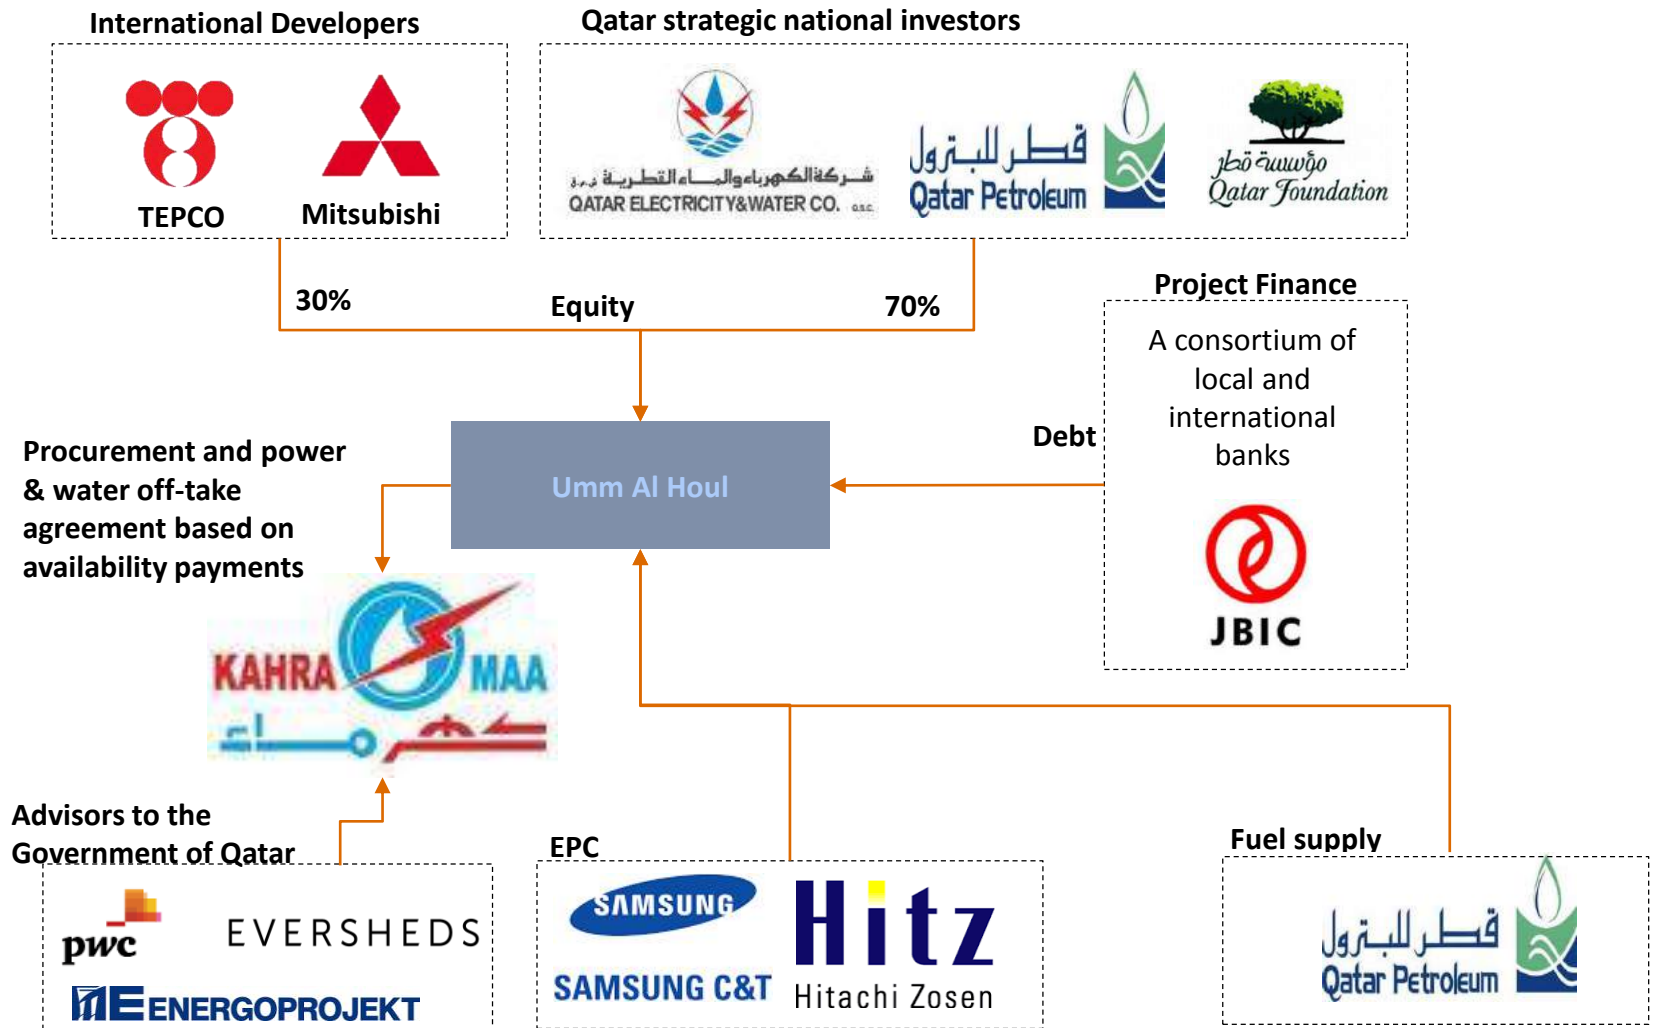 International Developers
Qatar strategic national investors
TEPCO
Mitsubishi
شركة الكهرباء والماء القطرية ش.م.ق
QATAR ELECTRICITY&WATER CO. Q.S.C.
قطر للبترول
Qatar Petroleum
مؤسسة قطر
Qatar Foundation
30%
Equity
70%
Project Finance
A consortium of
local and
international
banks
JBIC
Debt
Umm Al Houl
Procurement and power
& water off-take
agreement based on
availability payments
KAHRA MAA
كهرماء
Advisors to the
Government of Qatar
pwc
EVERSHEDS
ENERGOPROJEKT
EPC
SAMSUNG
SAMSUNG C&T
Hitz
Hitachi Zosen
Fuel supply
قطر للبترول
Qatar Petroleum